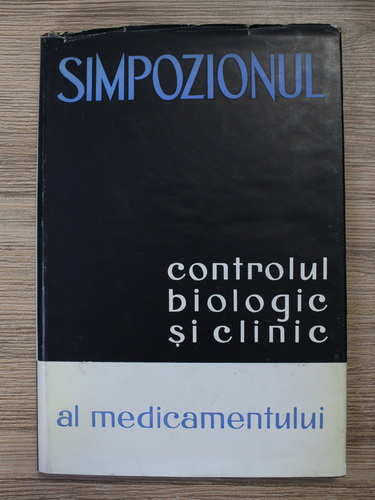 SIMPOZIONUL
controlul
biologic
și clinic
al medicamentului